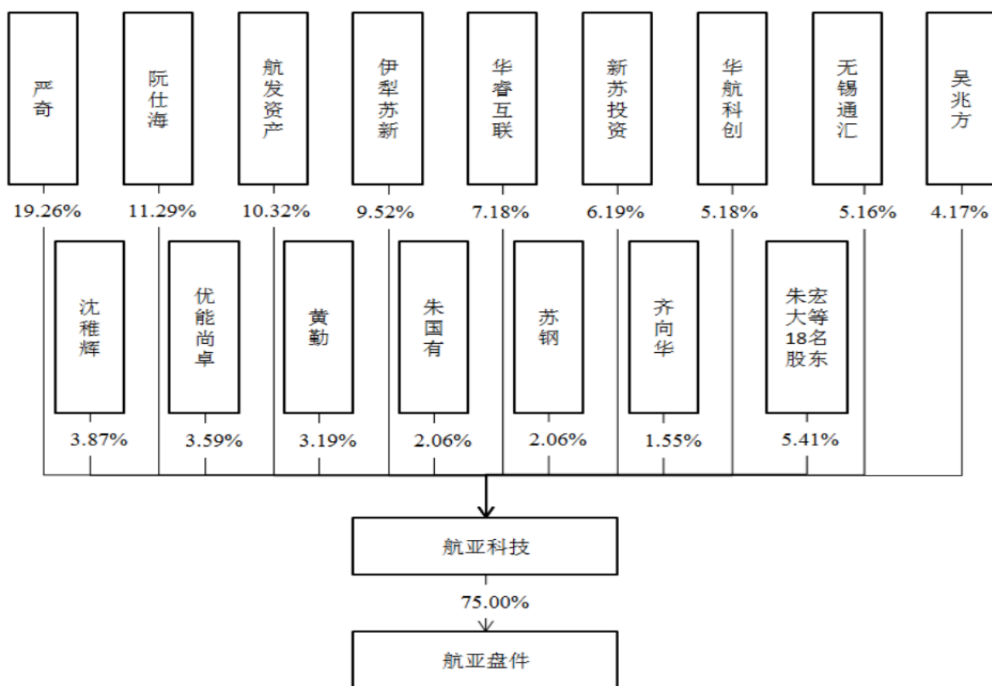 严奇
阮仕海
航发资产
伊犁苏新
华睿互联
新苏投资
华航科创
无锡通汇
吴兆方
19.26%
11.29%
10.32%
9.52%
7.18%
6.19%
5.18%
5.16%
4.17%
沈稚辉
优能尚卓
黄勤
朱国有
苏钢
齐向华
朱宏
大等
18名
股东
3.87%
3.59%
3.19%
2.06%
2.06%
1.55%
5.41%
航亚科技
75.00%
航亚盘件